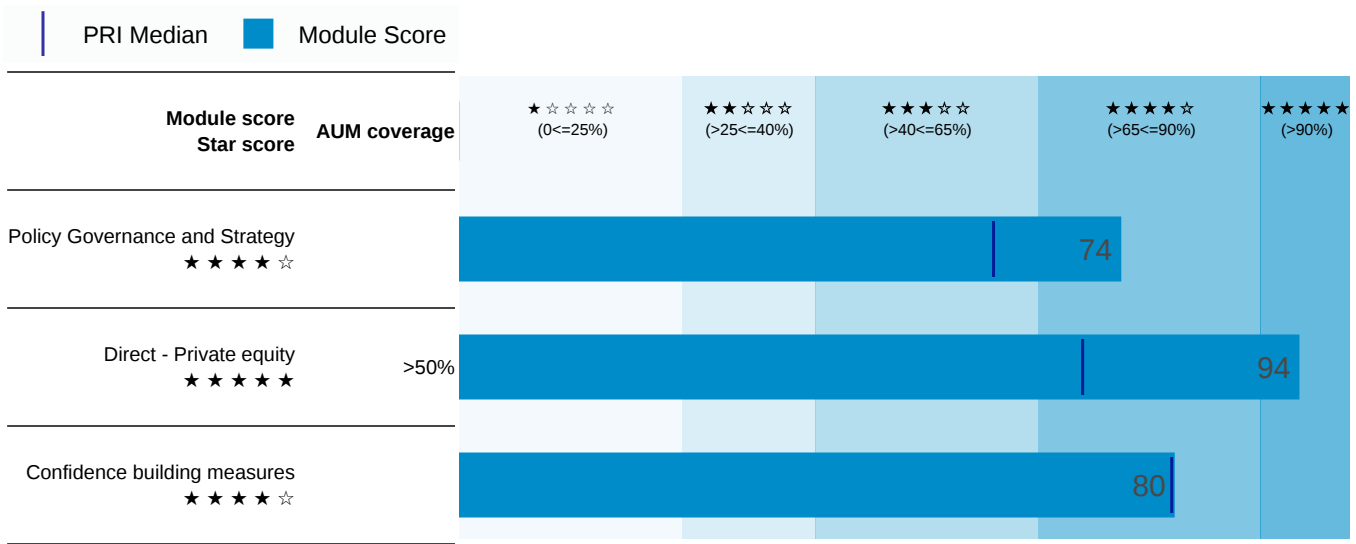 PRI Median Module Score
Module score
Star score
AUM coverage
★☆☆☆☆
(0<=25%)
★★☆☆☆
(>25<=40%)
★★★☆☆
(>40<=65%)
★★★★☆
(>65<=90%)
★★★★★
(>90%)
Policy Governance and Strategy
★★★★☆
74
Direct - Private equity
★★★★★
>50%
94
Confidence building measures
★★★★☆
80